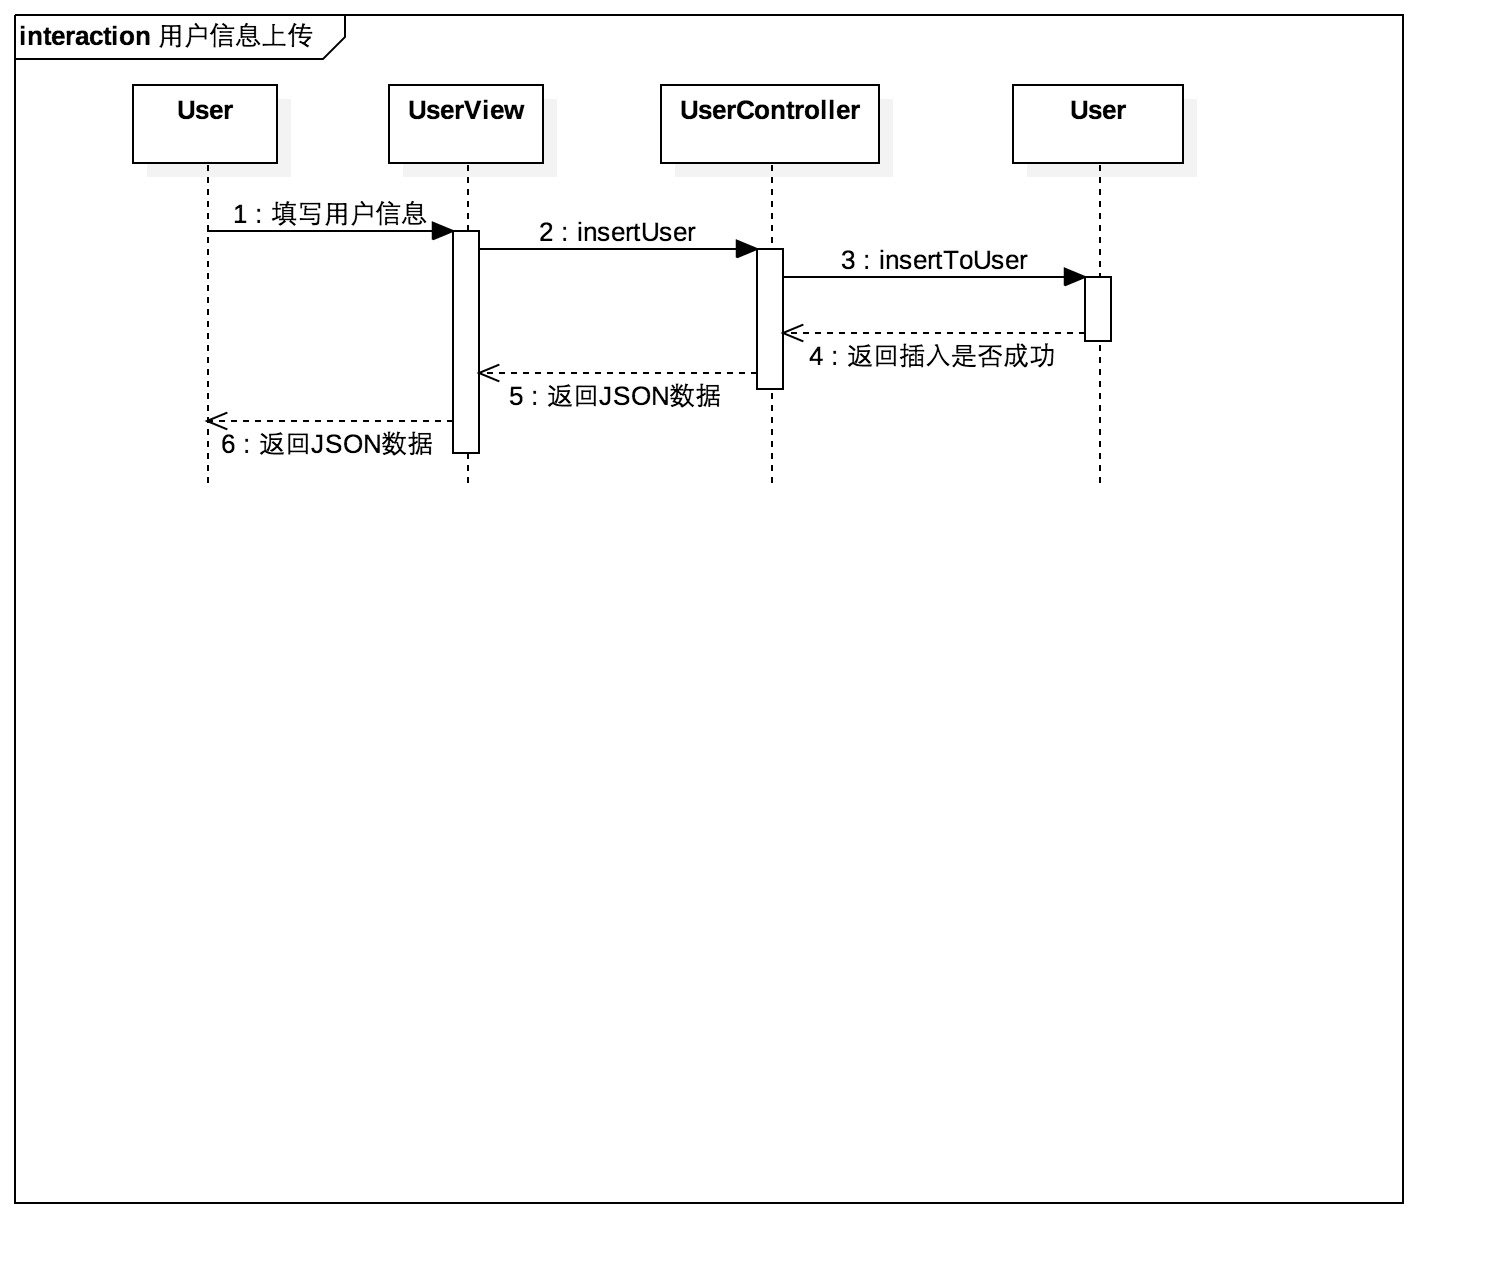 interaction 用户信息上传
User
UserView
UserController
User
1 : 填写用户信息
2 : insertUser
3 : insertToUser
4 : 返回插入是否成功
5 : 返回JSON数据
6 : 返回JSON数据